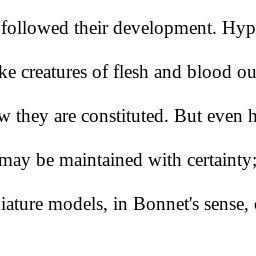 followed their development. Hyp
ke creatures of flesh and blood ou
w they are constituted. But even h
may be maintained with certainty;
iature models, in Bonnet's sense,